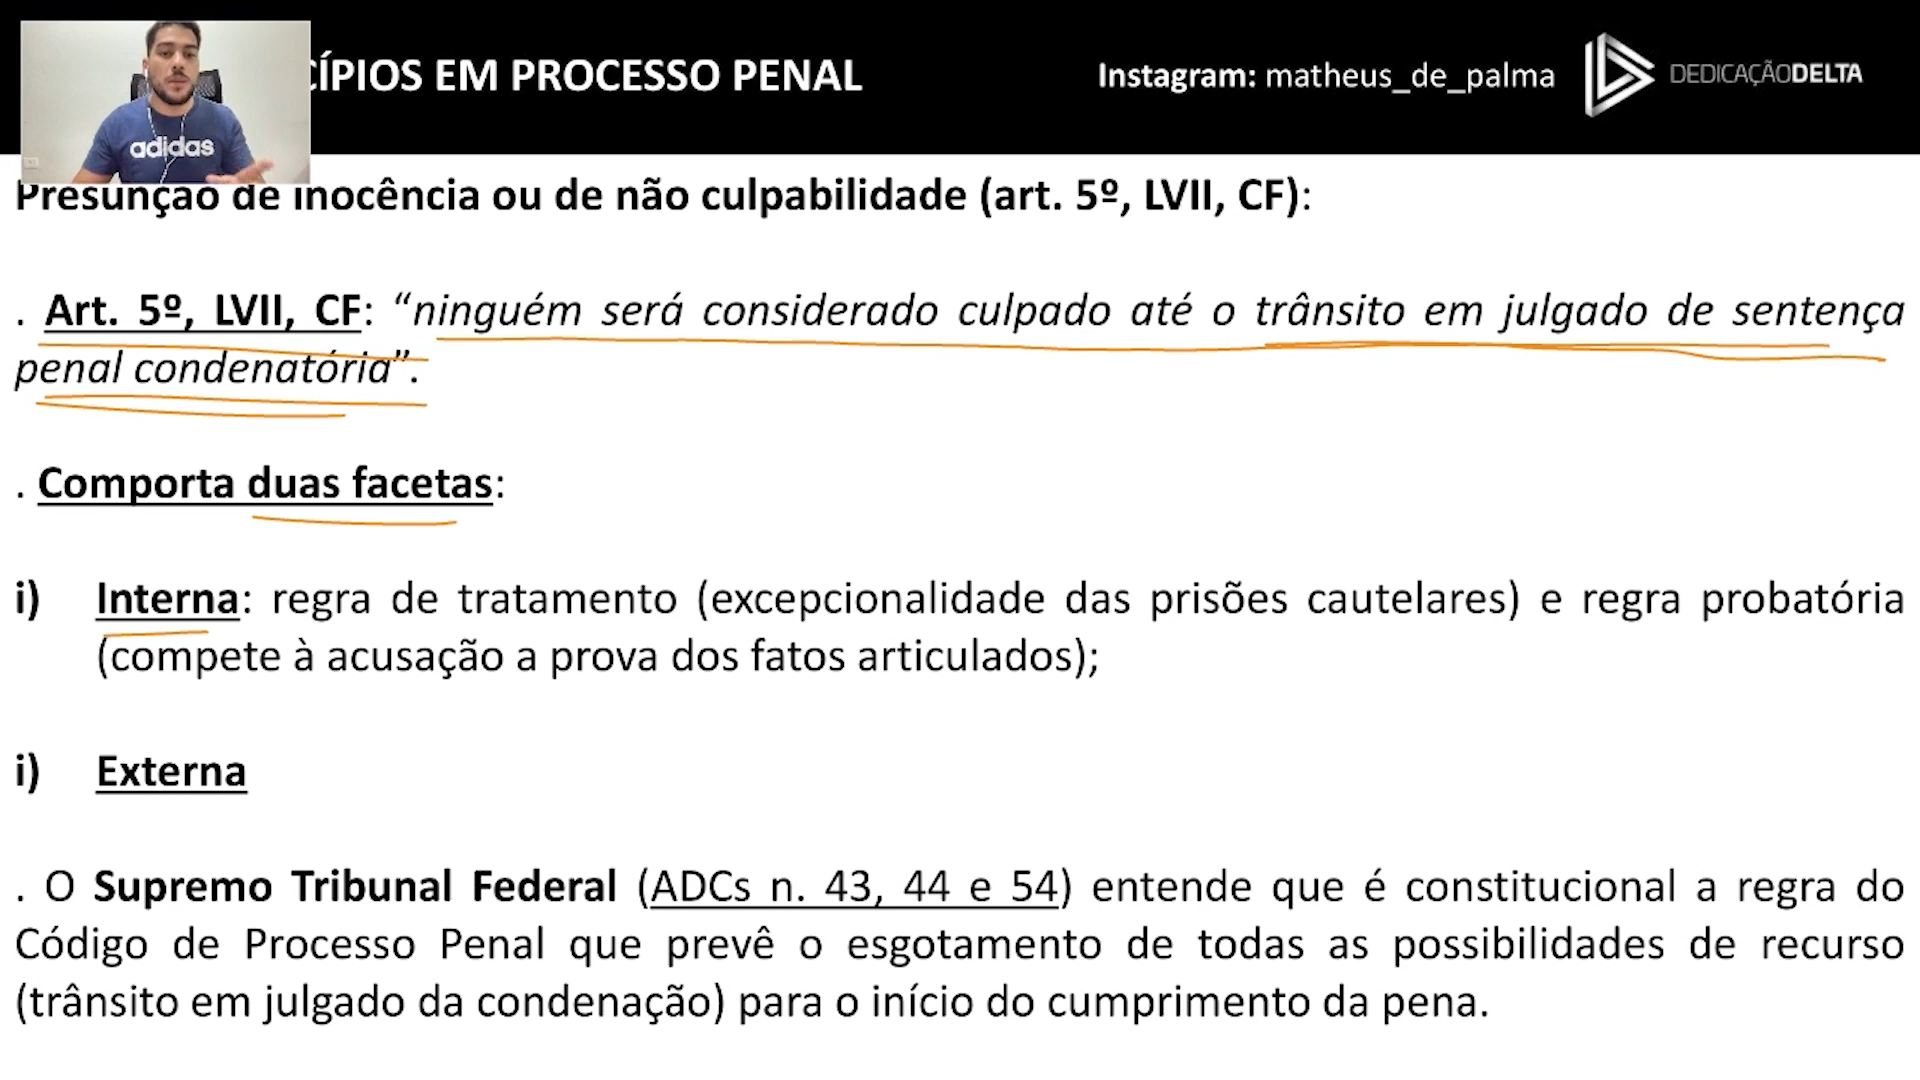 CÍPIOS EM PROCESSO PENAL
Instagram: matheus_de_palma
DEDICAÇÃODELTA
adidas
Presunção de inocência ou de não culpabilidade (art. 5º, LVII, CF):
. Art. 5º, LVII, CF: “ninguém será considerado culpado até o trânsito em julgado de sentença
penal condenatória”.
. Comporta duas facetas:
i) Interna: regra de tratamento (excepcionalidade das prisões cautelares) e regra probatória
(compete à acusação a prova dos fatos articulados);
i) Externa
. O Supremo Tribunal Federal (ADCs n. 43, 44 e 54) entende que é constitucional a regra do
Código de Processo Penal que prevê o esgotamento de todas as possibilidades de recurso
(trânsito em julgado da condenação) para o início do cumprimento da pena.